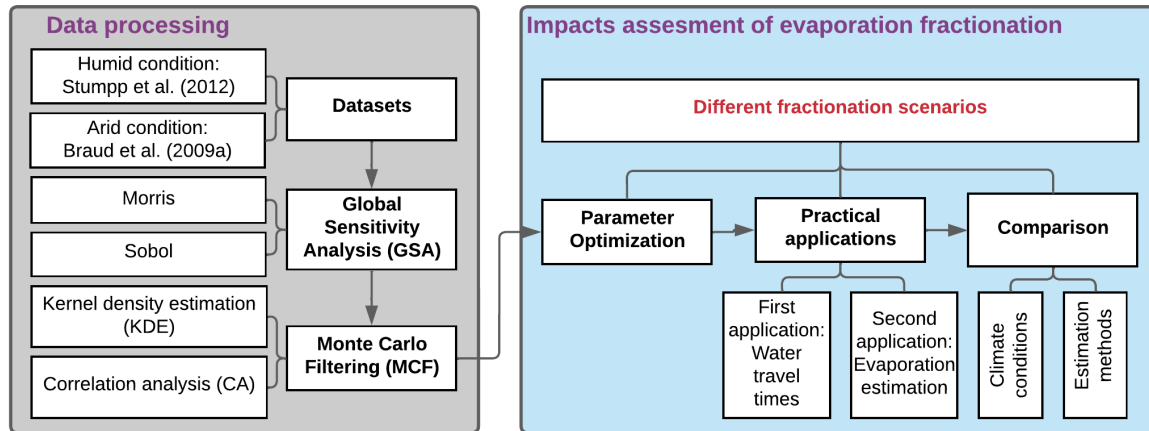 Data processing
Humid condition:
Stumpp et al. (2012)
Arid condition:
Braud et al. (2009a)
Datasets
Morris
Sobol
Global
Sensitivity
Analysis (GSA)
Kernel density estimation
(KDE)
Correlation analysis (CA)
Monte Carlo
Filtering (MCF)
Impacts assesment of evaporation fractionation
Different fractionation scenarios
Parameter
Optimization
Practical
applications
Comparison
First
application:
Water
travel
times
Second
application:
Evaporation
estimation
Climate
conditions
Estimation
methods